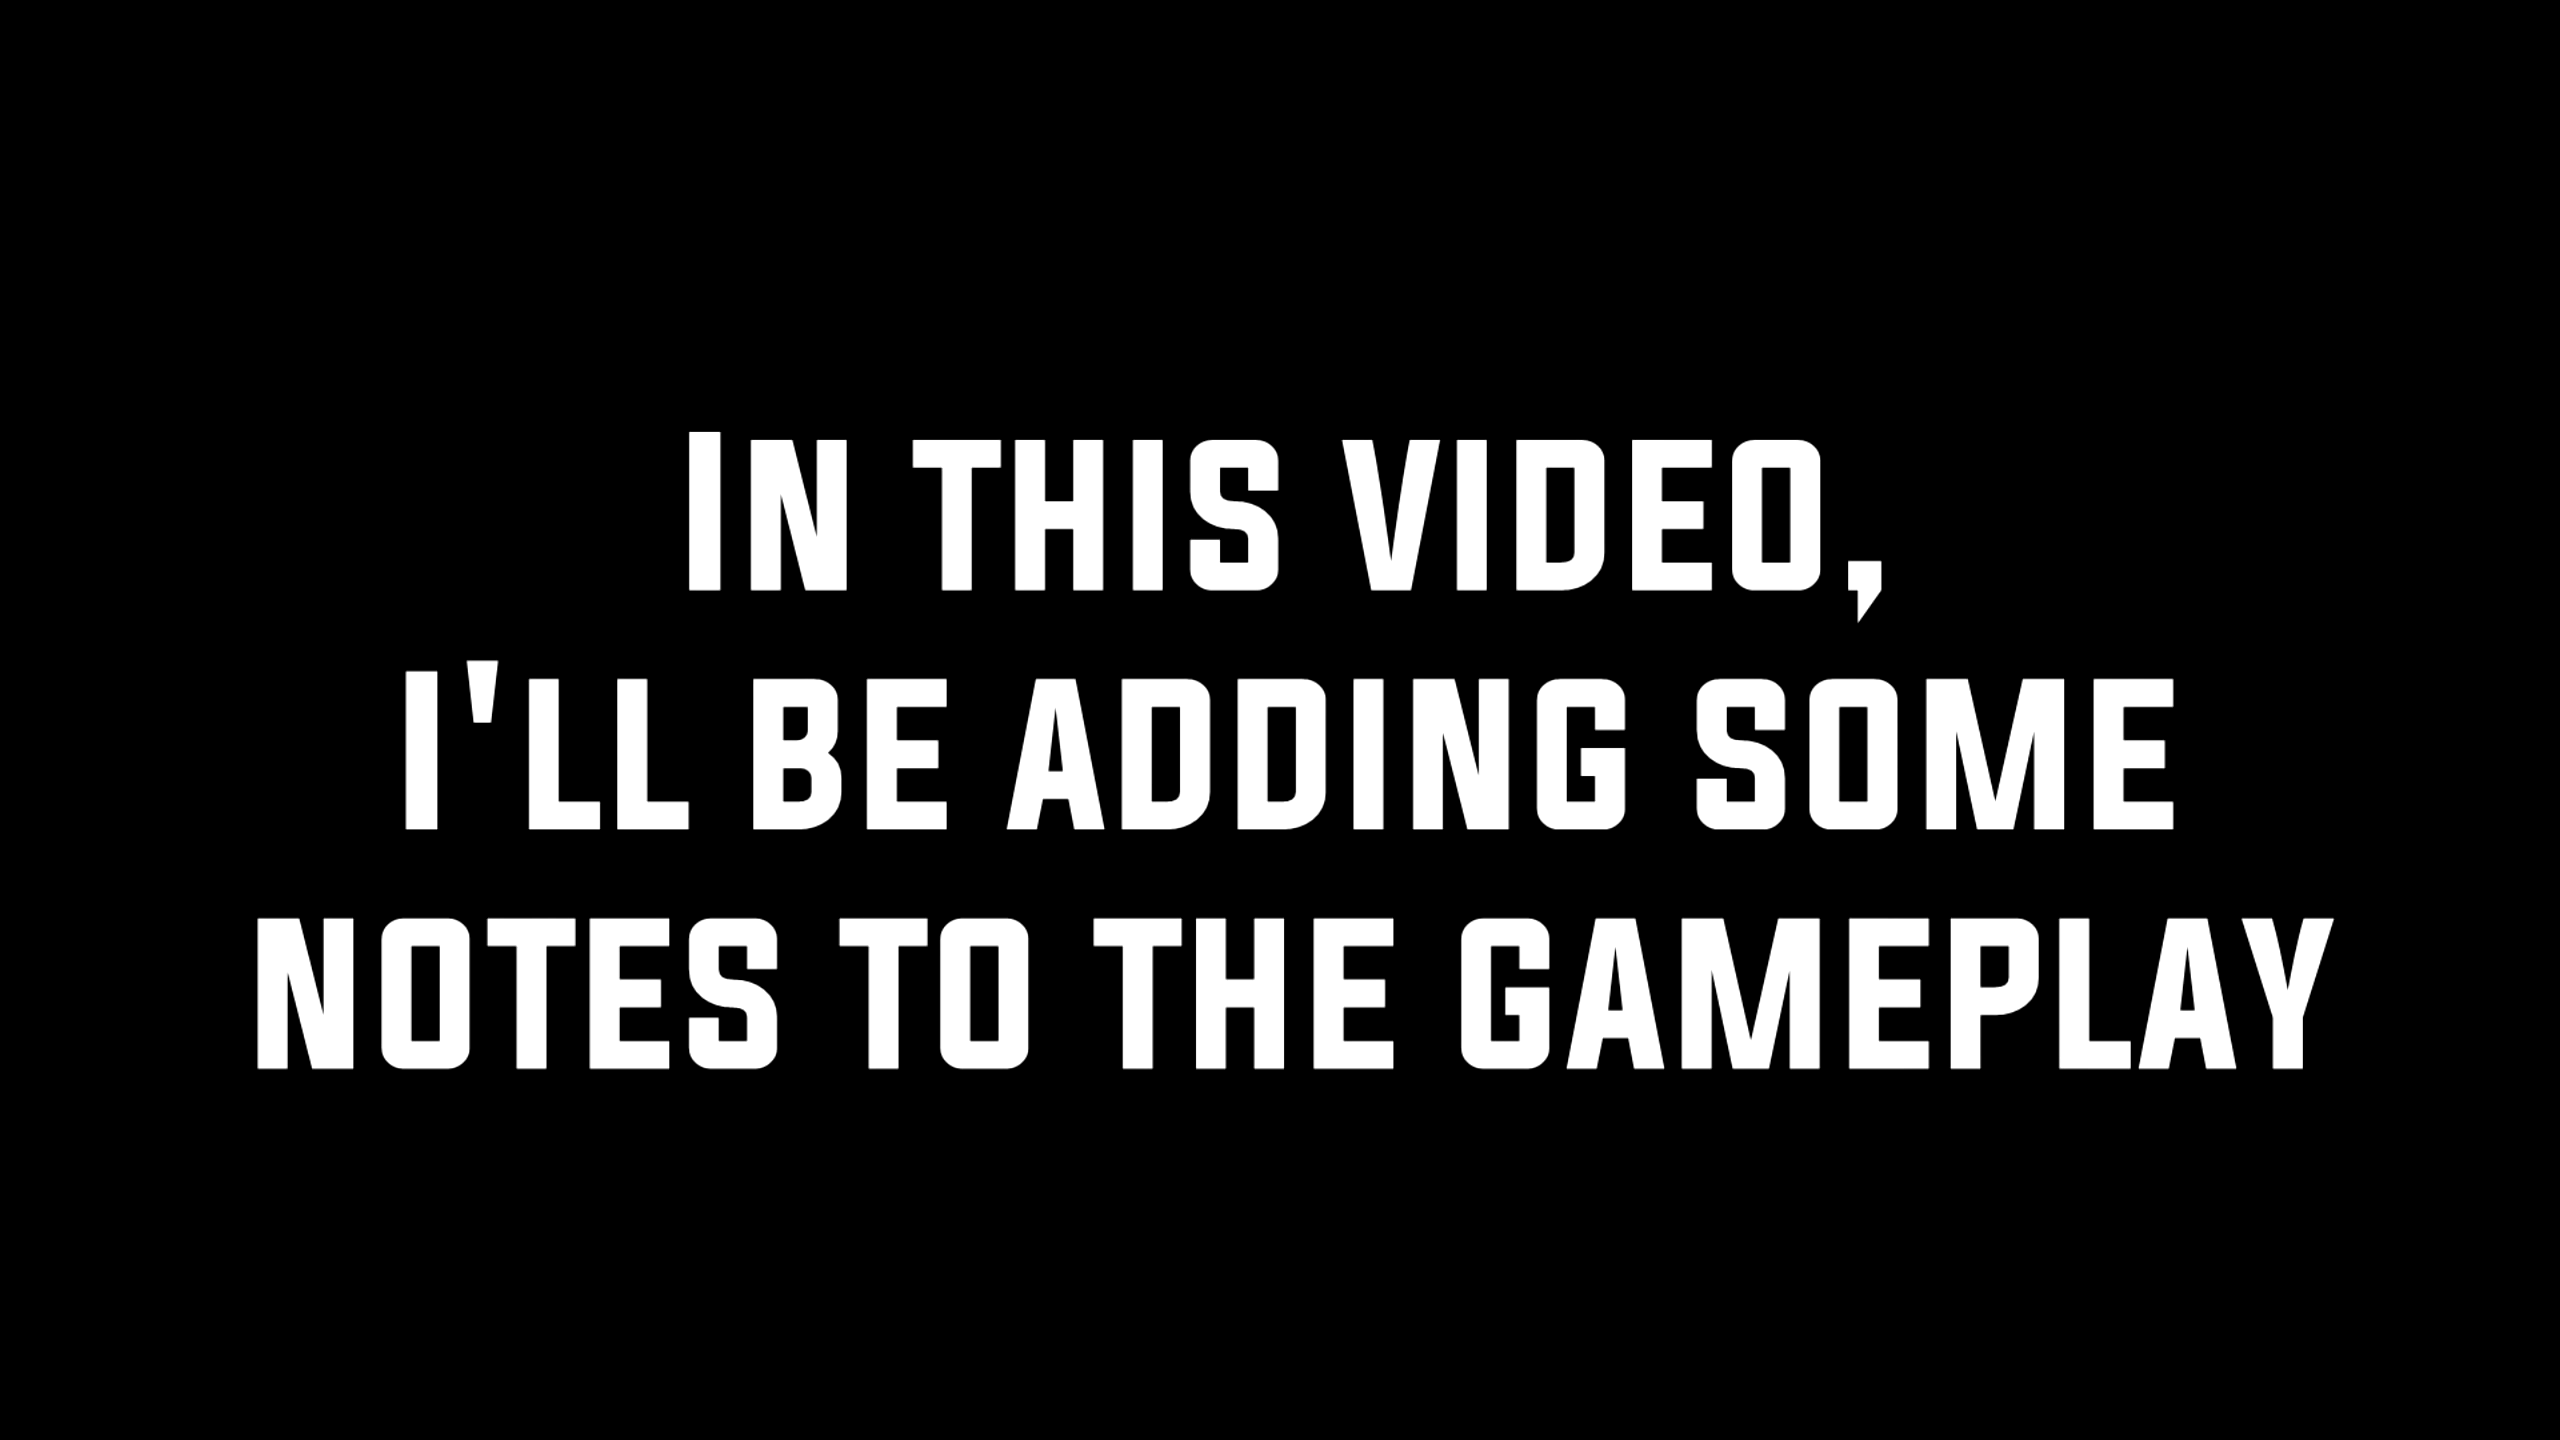 In this video,
I'll be adding some
notes to the gameplay